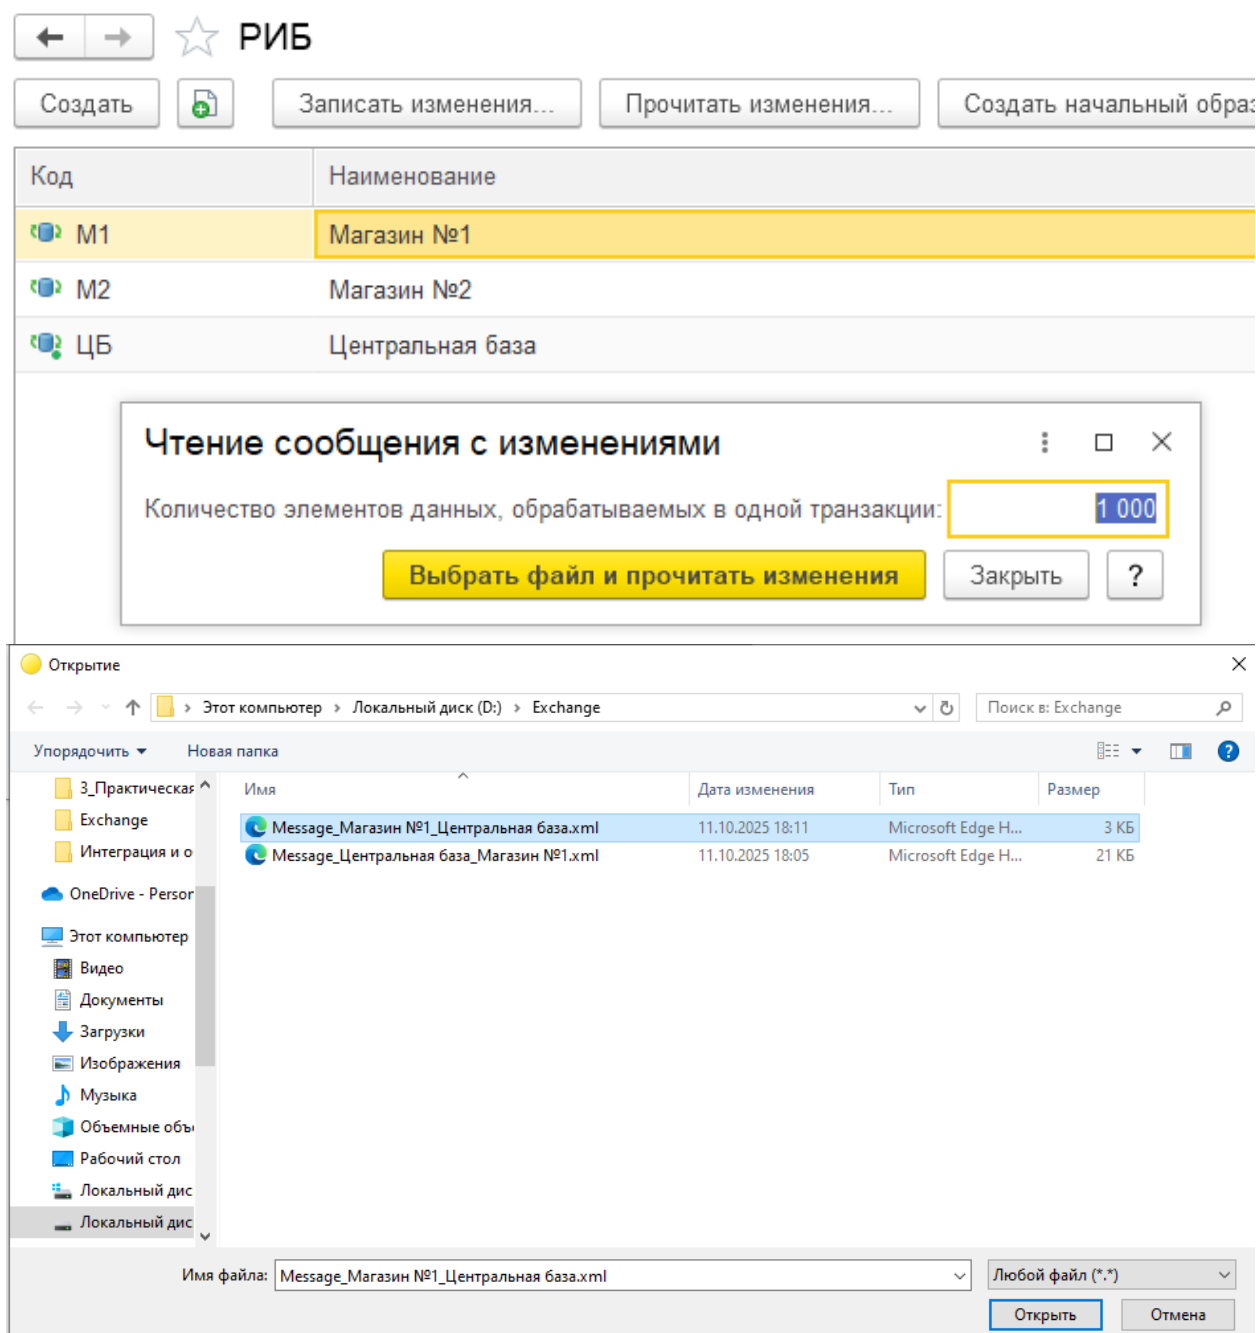 РИБ
Создать Записать изменения... Прочитать изменения... Создать начальный образ
Код Наименование
М1 Магазин №1
М2 Магазин №2
ЦБ Центральная база
Чтение сообщения с изменениями
Количество элементов данных, обрабатываемых в одной транзакции: 1 000
Выбрать файл и прочитать изменения Закрыть ?
Открытие
Этот компьютер › Локальный диск (D:) › Exchange Поиск в: Exchange
Упорядочить Новая папка
3_Практическая Имя Дата изменения Тип Размер
Exchange Message_Магазин №1_Центральная база.xml 11.10.2025 18:11 Microsoft Edge H... 3 КБ
Интеграция и о Message_Центральная база_Магазин №1.xml 11.10.2025 18:05 Microsoft Edge H... 21 КБ
OneDrive - Person
Этот компьютер
Видео
Документы
Загрузки
Изображения
Музыка
Объемные объ
Рабочий стол
Локальный дис
Локальный дис
Имя файла: Message_Магазин №1_Центральная база.xml Любой файл (*.*)
Открыть Отмена